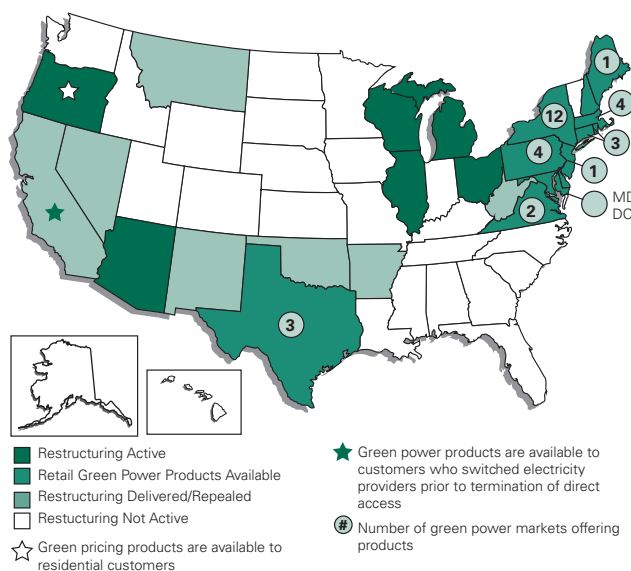 1
4
12
3
4
1
MD
DC
2
3
Restructuring Active
Retail Green Power Products Available
Restructuring Delivered/Repealed
Restucturing Not Active
Green pricing products are available to
residential customers
Green power products are available to
customers who switched electricity
providers prior to termination of direct
access
# Number of green power markets offering
products